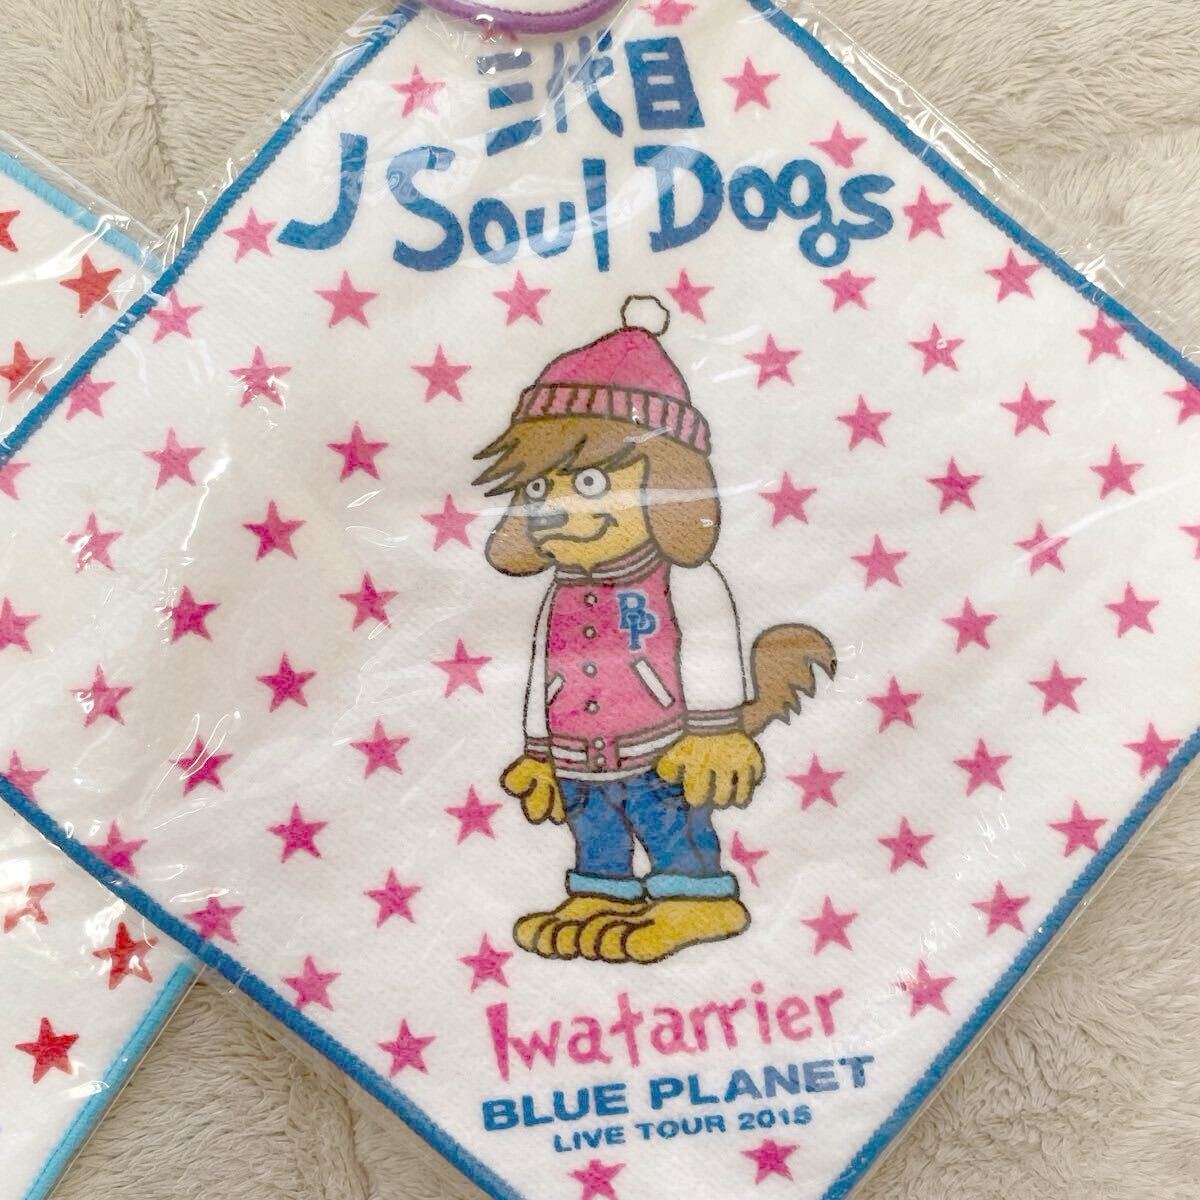 三代目
J Soul Dogs
BP
Iwatarrier
BLUE PLANET
LIVE TOUR 2015